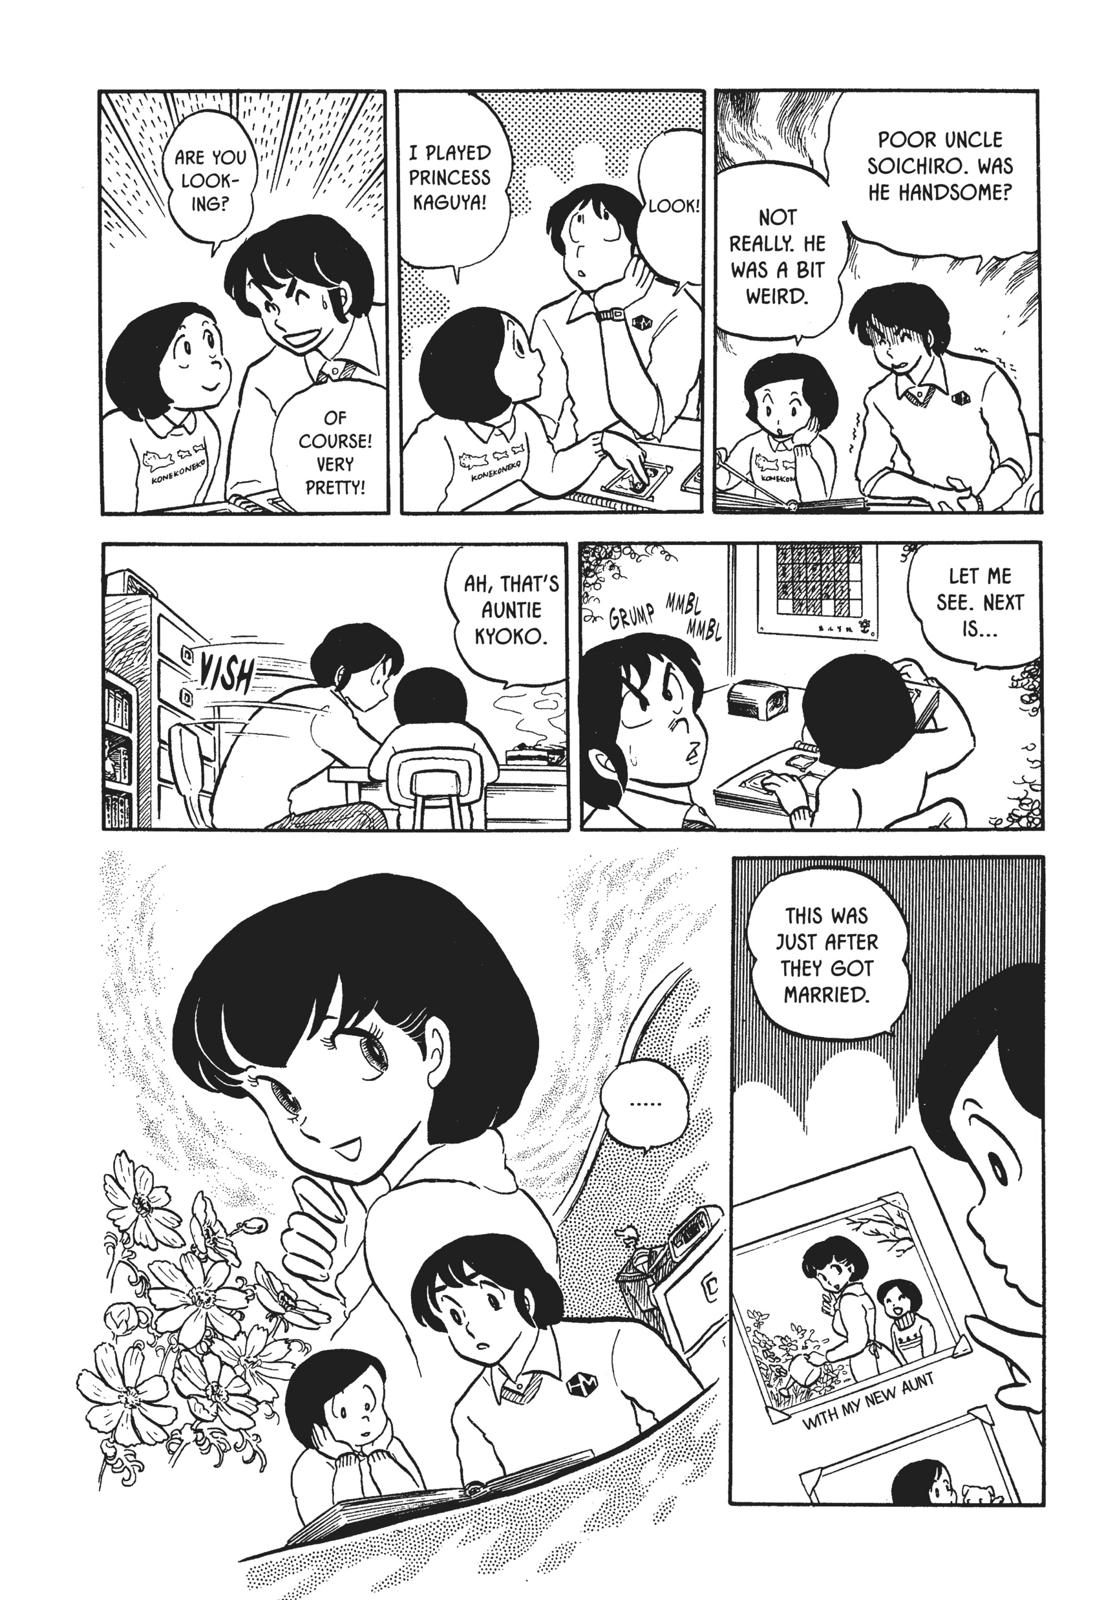 POOR UNCLE
SOICHIRO. WAS
HE HANDSOME?
NOT
REALLY. HE
WAS A BIT
WEIRD.
KONEKONE
LOOK!
I PLAYED
PRINCESS
KAGUYA!
KONEKONEKO
ARE YOU
LOOK-
ING?
OF
COURSE!
VERY
PRETTY!
KONEKONEKO
LET ME
SEE. NEXT
IS...
GRUMP
MMBL
MMBL
AH, THAT'S
AUNTIE
KYOKO.
VISH
THIS WAS
JUST AFTER
THEY GOT
MARRIED.
WITH MY NEW AUNT
.....
HM